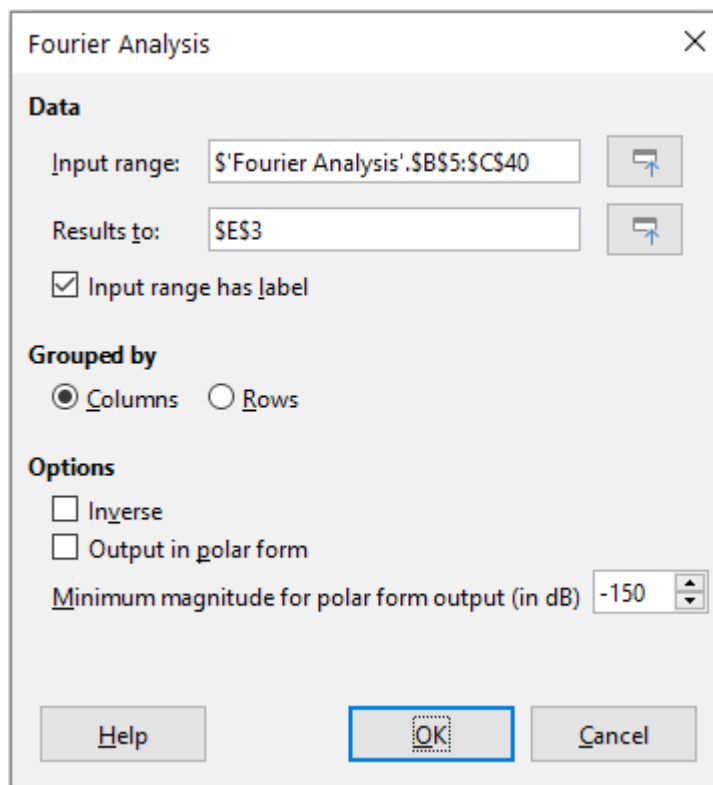 Fourier Analysis
Data
Input range: $'Fourier Analysis'.$B$5:$C$40
Results to: $E$3
Input range has label
Grouped by
Columns Rows
Options
Inverse
Output in polar form
Minimum magnitude for polar form output (in dB) -150
Help OK Cancel